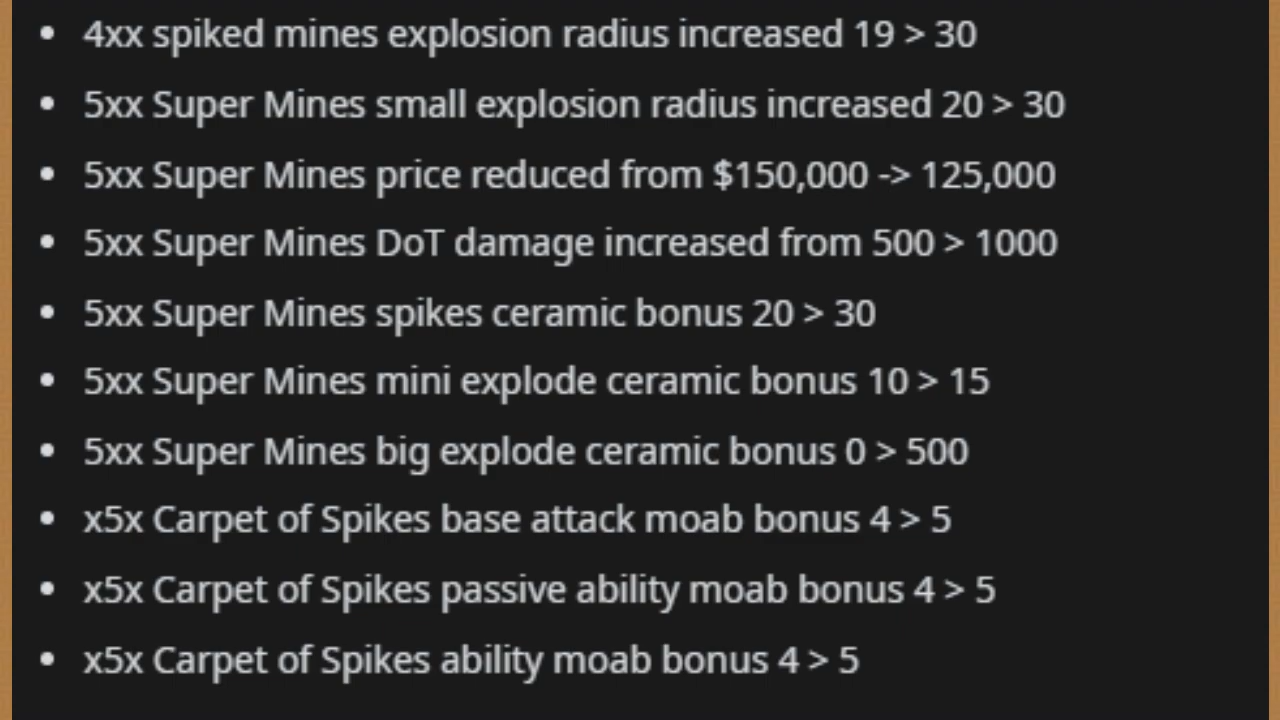 • 4xx spiked mines explosion radius increased 19 > 30
• 5xx Super Mines small explosion radius increased 20 > 30
• 5xx Super Mines price reduced from $150,000 -> 125,000
• 5xx Super Mines DoT damage increased from 500 > 1000
• 5xx Super Mines spikes ceramic bonus 20 > 30
• 5xx Super Mines mini explode ceramic bonus 10 > 15
• 5xx Super Mines big explode ceramic bonus 0 > 500
• x5x Carpet of Spikes base attack moab bonus 4 > 5
• x5x Carpet of Spikes passive ability moab bonus 4 > 5
• x5x Carpet of Spikes ability moab bonus 4 > 5